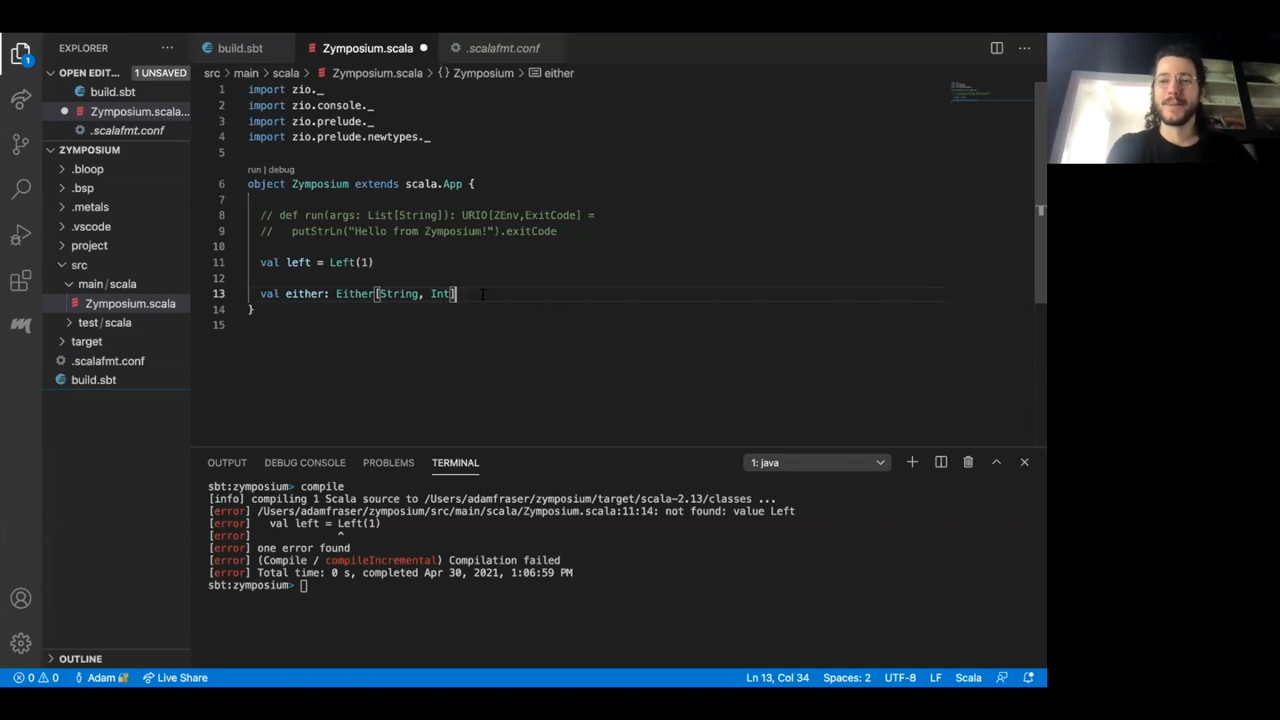 EXPLORER
build.sbt
Zymposium.scala
.scalafmt.conf
OPEN EDIT...
1 UNSAVED
src > main > scala > Zymposium.scala > {} Zymposium > either
build.sbt
Zymposium.scala...
.scalafmt.conf
ZYMPOSIUM
.bloop
.bsp
.metals
.vscode
project
src
main/scala
Zymposium.scala
test/scala
target
.scalafmt.conf
build.sbt
OUTLINE
1 import zio._
2 import zio.console._
3 import zio.prelude._
4 import zio.prelude.newtypes._
5
run | debug
6 object Zymposium extends scala.App {
7
8 // def run(args: List[String]): URIO[ZEnv,ExitCode] =
9 //   putStrLn("Hello from Zymposium!").exitCode
10
11 val left = Left(1)
12
13 val either: Either[String, Int]
14 }
15
OUTPUT DEBUG CONSOLE PROBLEMS TERMINAL
1: java
sbt:zymposium> compile
[info] compiling 1 Scala source to /Users/adamfraser/zymposium/target/scala-2.13/classes ...
[error] /Users/adamfraser/zymposium/src/main/scala/Zymposium.scala:11:14: not found: value Left
[error]   val left = Left(1)
[error]              ^
[error] one error found
[error] (Compile / compileIncremental) Compilation failed
[error] Total time: 0 s, completed Apr 30, 2021, 1:06:59 PM
sbt:zymposium>
1
0 0 Adam Live Share
Ln 13, Col 34 Spaces: 2 UTF-8 LF Scala